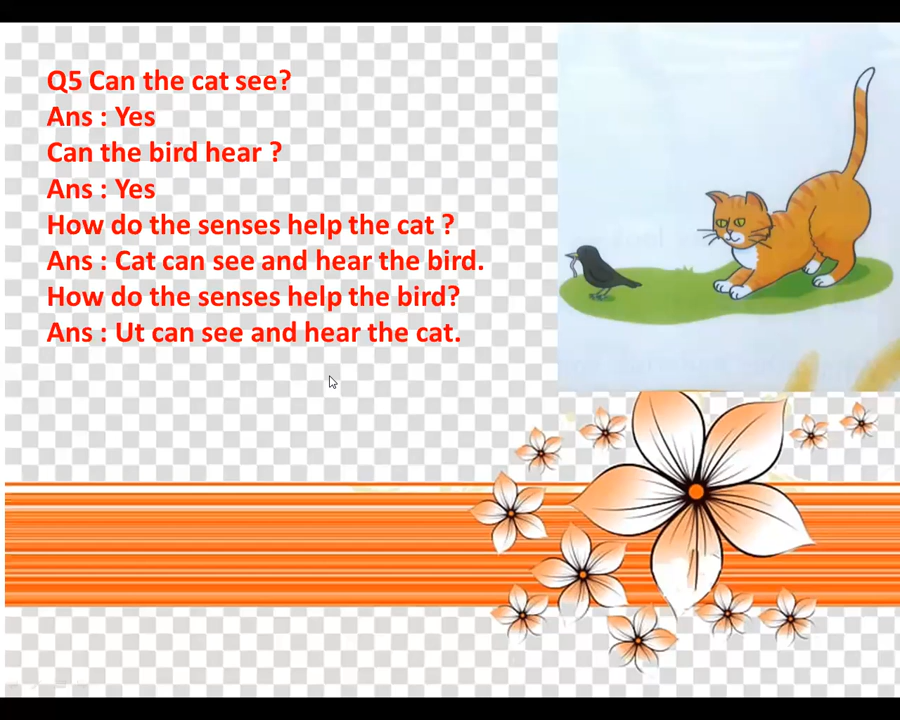 Q5 Can the cat see?
Ans : Yes
Can the bird hear ?
Ans : Yes
How do the senses help the cat ?
Ans : Cat can see and hear the bird.
How do the senses help the bird?
Ans : Ut can see and hear the cat.